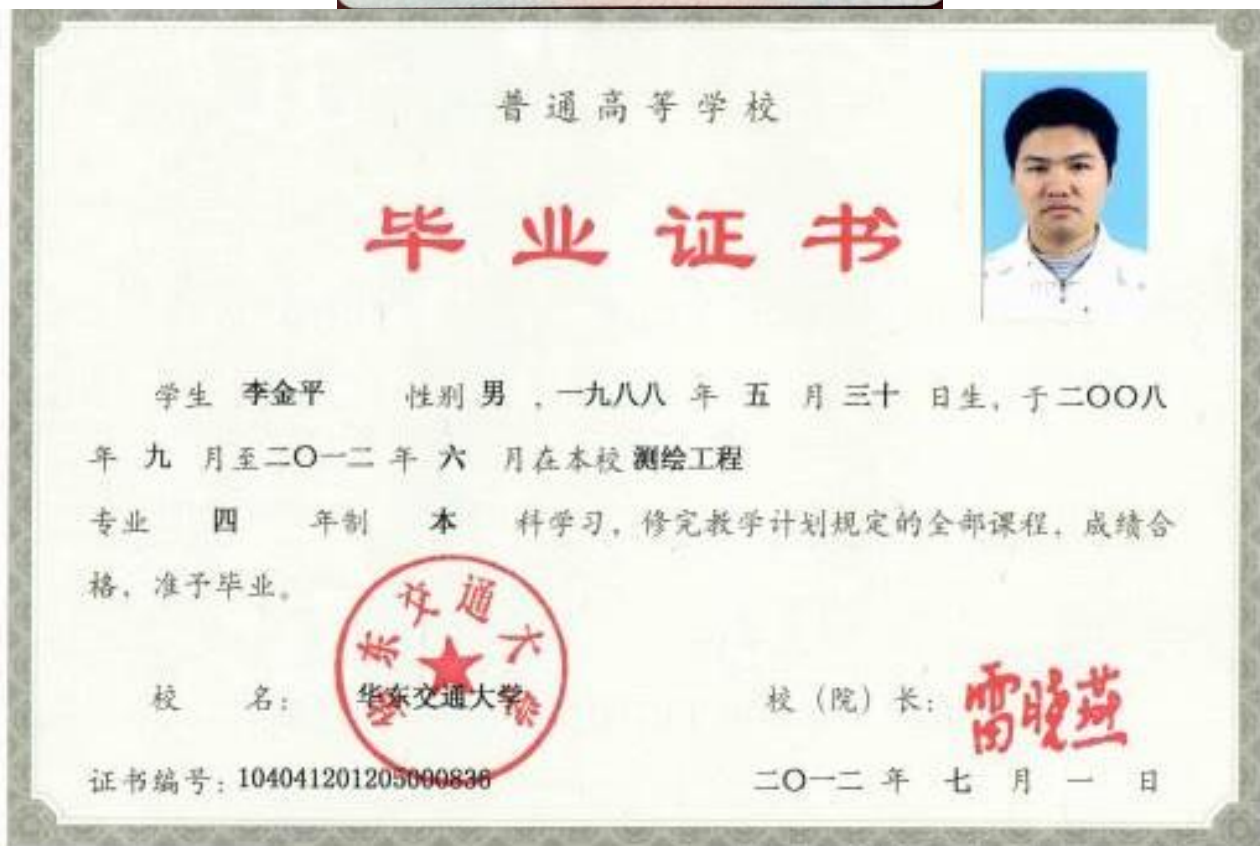 普通高等学校
毕业证书
学生 李金平 性别 男 ，一九八八 年 五 月 三十 日生，于二〇〇八
年 九 月至二〇一二 年 六 月在本校 测绘工程
专业 四 年制 本 科学习，修完教学计划规定的全部课程，成绩合
格，准予毕业。
华东交通大学
校 名： 华东交通大学 校（院）长： 雷晓燕
证书编号：104041201205000836 二〇一二 年 七 月 一 日